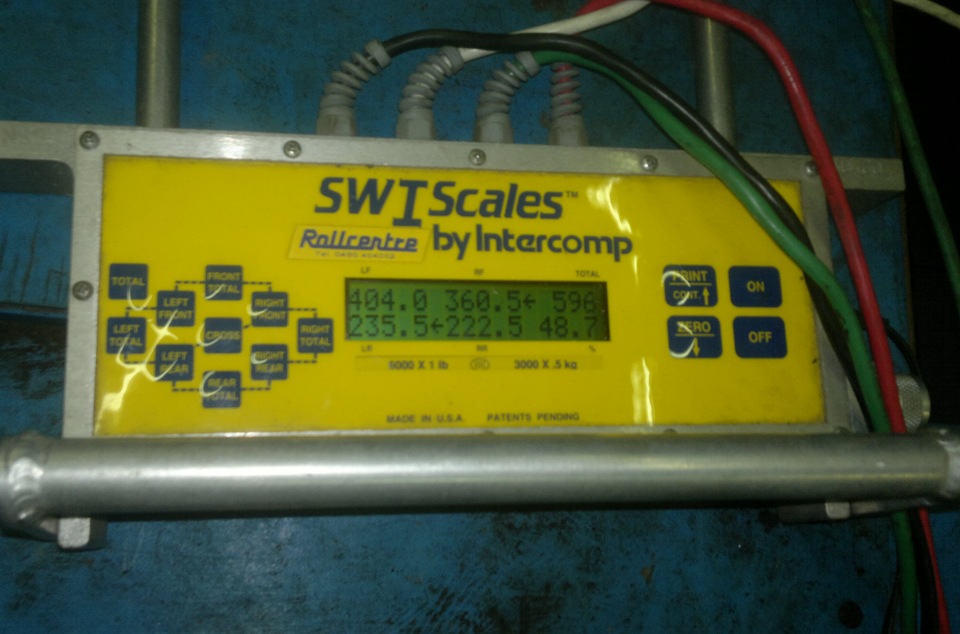 SWI Scales™
Rollcentre
by Intercomp
LF RF TOTAL
404.0 360.5← 596
235.5←222.5 48.7
LR RR %
5000 X 1 lb 3000 X .5 kg
MADE IN U.S.A. PATENTS PENDING
TOTAL
FRONT TOTAL
LEFT FRONT
RIGHT FRONT
LEFT TOTAL
CROSS
RIGHT TOTAL
LEFT REAR
RIGHT REAR
REAR TOTAL
PRINT
CONT. ↑
ON
ZERO
↓
OFF